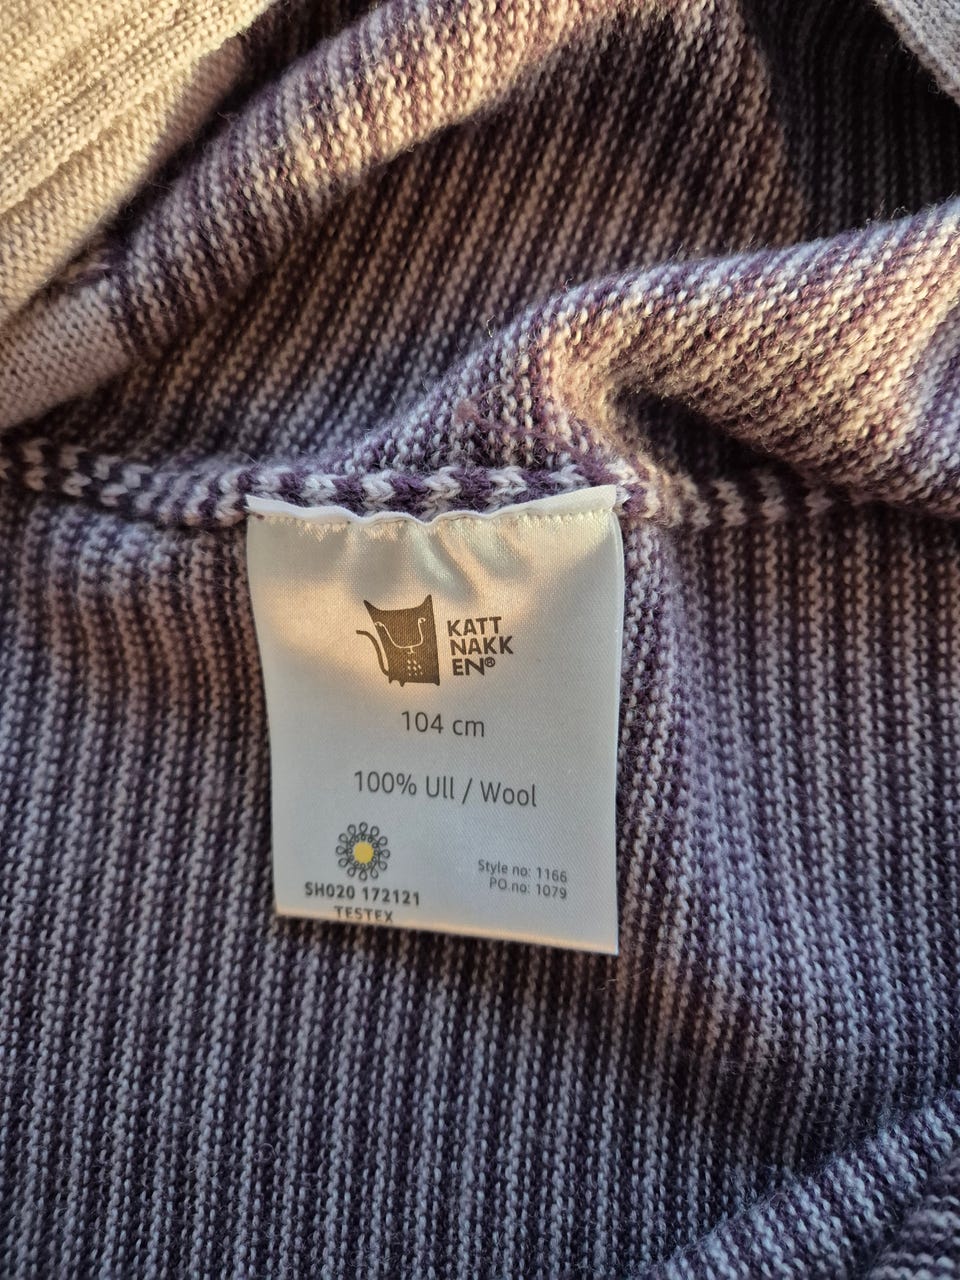 KATT
NAKK
EN®
104 cm
100% Ull / Wool
Style no: 1166
PO.no: 1079
SH020 172121
TESTEX